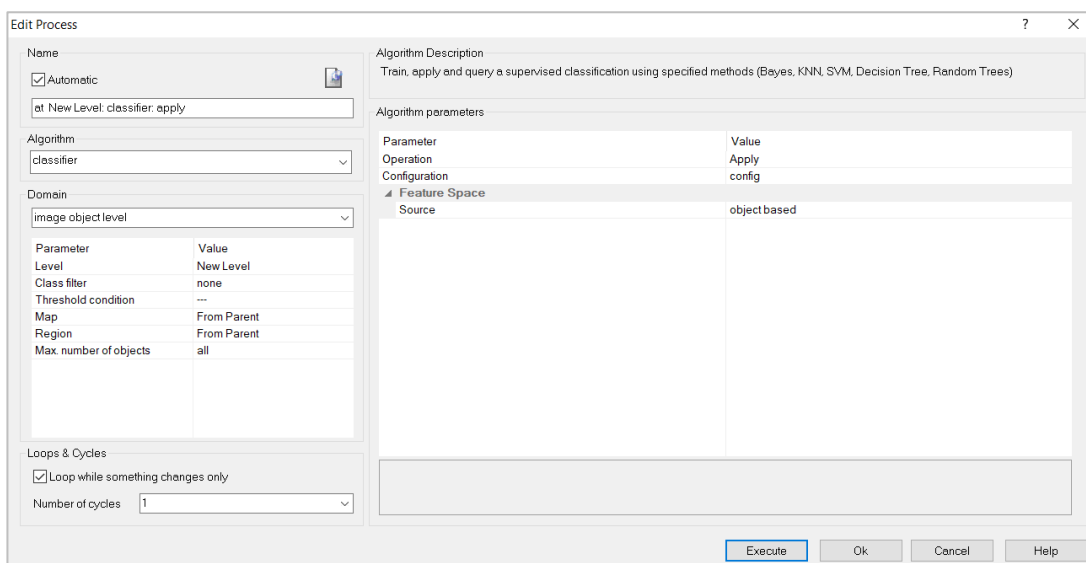 Edit Process
? ×
Name
Automatic
at New Level: classifier: apply
Algorithm
classifier
Domain
image object level
Parameter Value
Level New Level
Class filter none
Threshold condition ---
Map From Parent
Region From Parent
Max. number of objects all
Loops & Cycles
Loop while something changes only
Number of cycles 1
Algorithm Description
Train, apply and query a supervised classification using specified methods (Bayes, KNN, SVM, Decision Tree, Random Trees)
Algorithm parameters
Parameter Value
Operation Apply
Configuration config
Feature Space
Source object based
Execute Ok Cancel Help